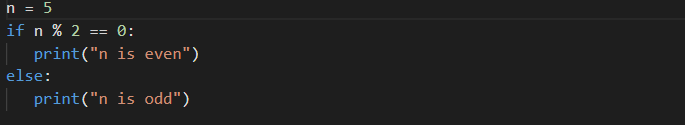 n = 5
if n % 2 == 0:
   print("n is even")
else:
   print("n is odd")